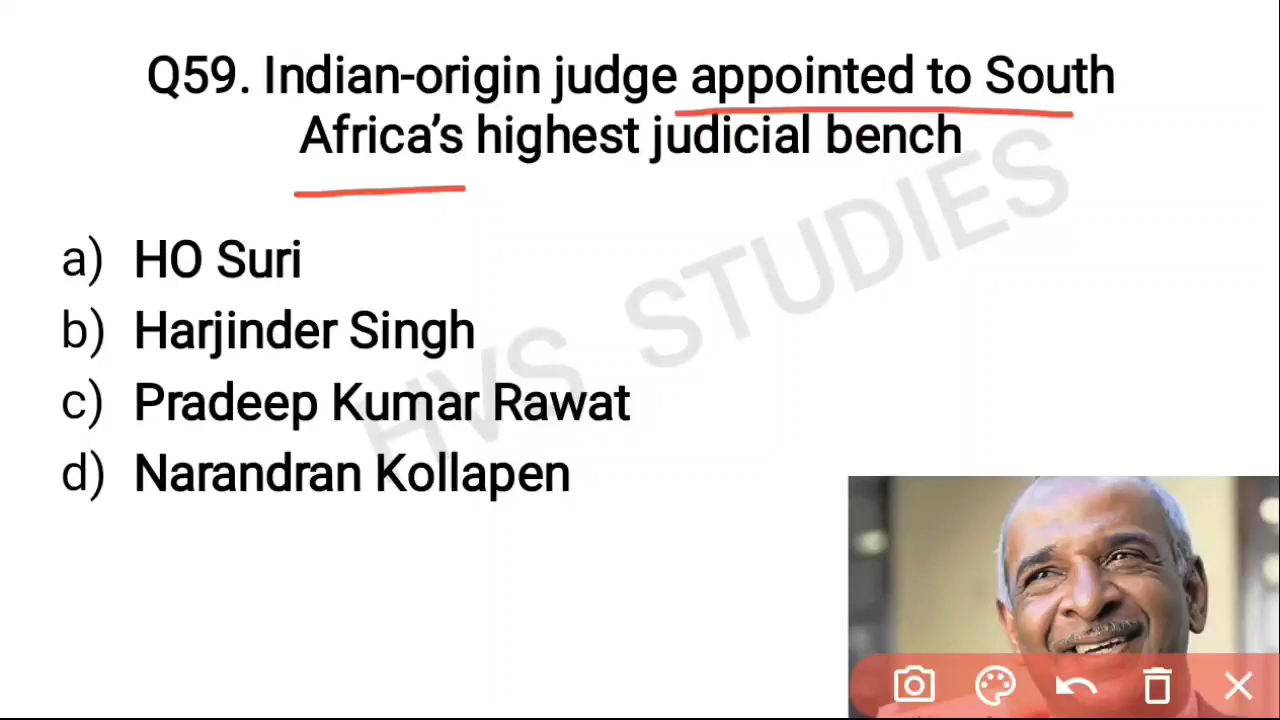 Q59. Indian-origin judge appointed to South
Africa's highest judicial bench
HVS STUDIES
a) HO Suri
b) Harjinder Singh
c) Pradeep Kumar Rawat
d) Narandran Kollapen